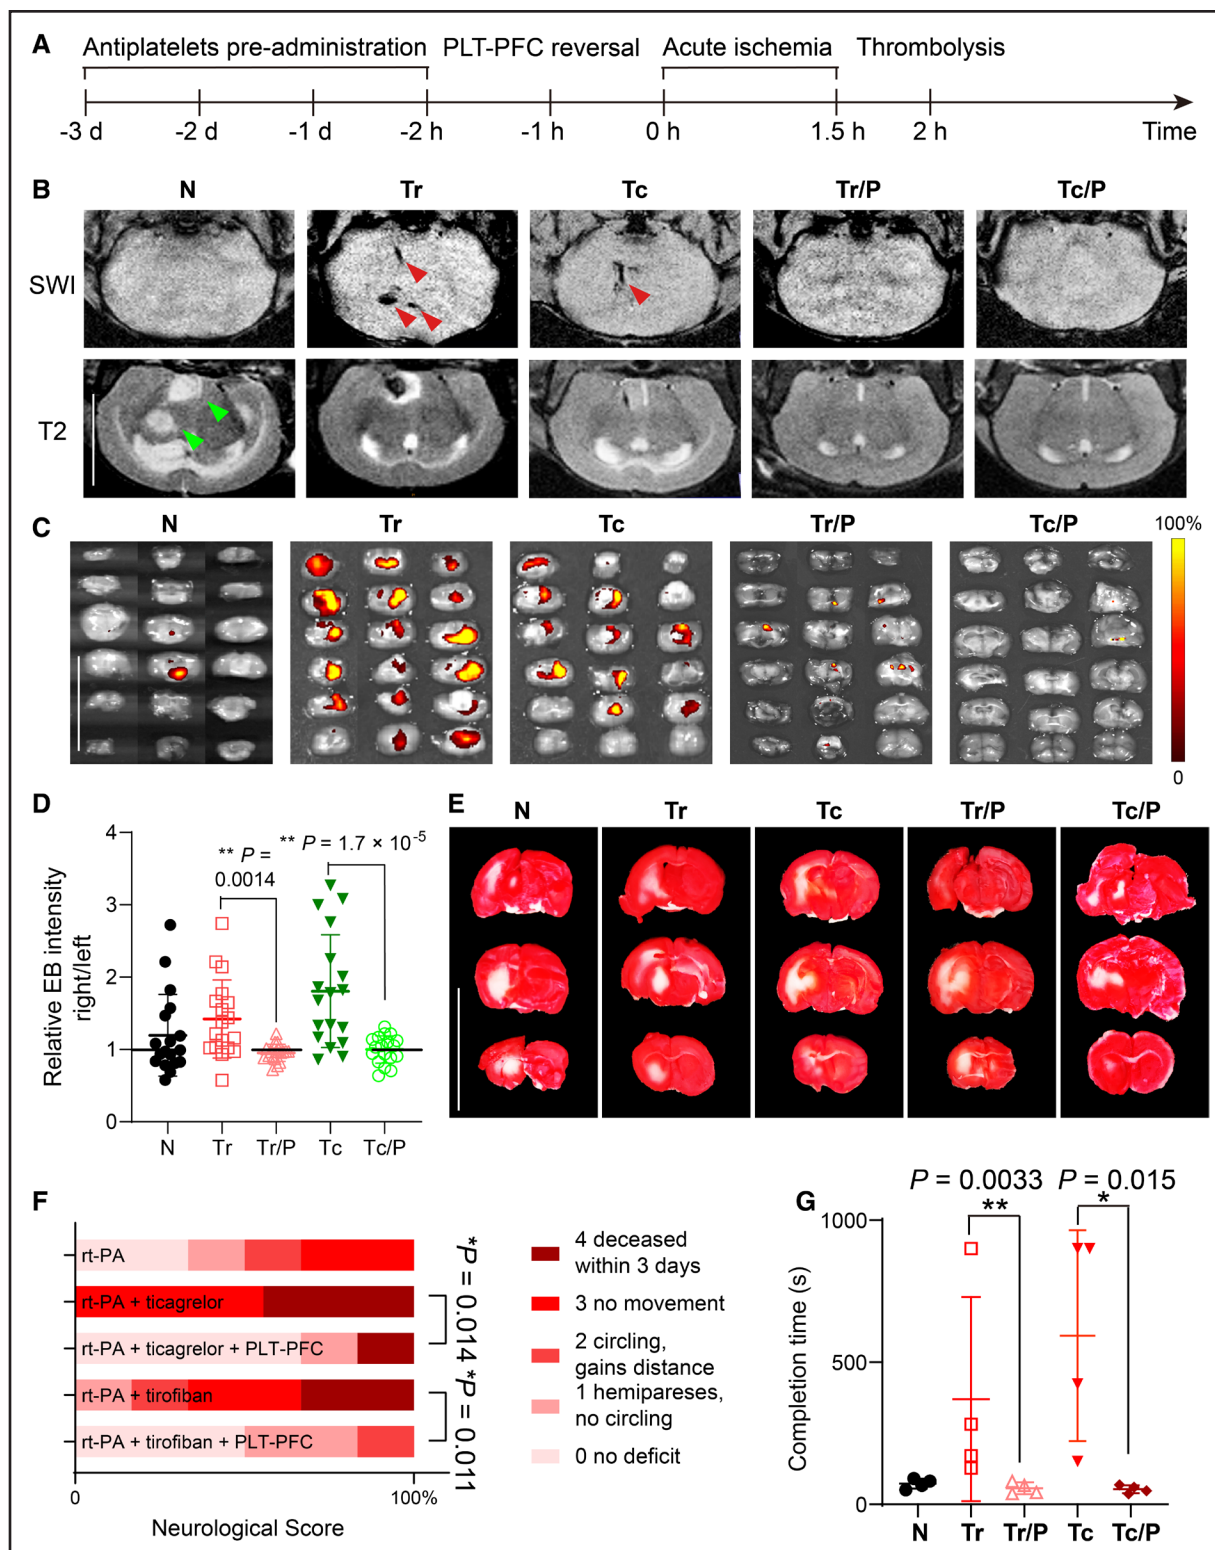 A
Antiplatelets pre-administration PLT-PFC reversal Acute ischemia Thrombolysis
-3 d -2 d -1 d -2 h -1 h 0 h 1.5 h 2 h Time
B
N Tr Tc Tr/P Tc/P
SWI
T2
C
N Tr Tc Tr/P Tc/P
100%
0
D
** P = 0.0014
** P = 1.7 × 10-5
Relative EB intensity
right/left
4
3
2
1
0
N Tr Tr/P Tc Tc/P
E
N Tr Tc Tr/P Tc/P
F
rt-PA
rt-PA + ticagrelor
rt-PA + ticagrelor + PLT-PFC
rt-PA + tirofiban
rt-PA + tirofiban + PLT-PFC
*P = 0.014
*P = 0.011
0 100%
Neurological Score
4 deceased
within 3 days
3 no movement
2 circling,
gains distance
1 hemipareses,
no circling
0 no deficit
G
P = 0.0033 P = 0.015
** *
Completion time (s)
1000
500
0
N Tr Tr/P Tc Tc/P